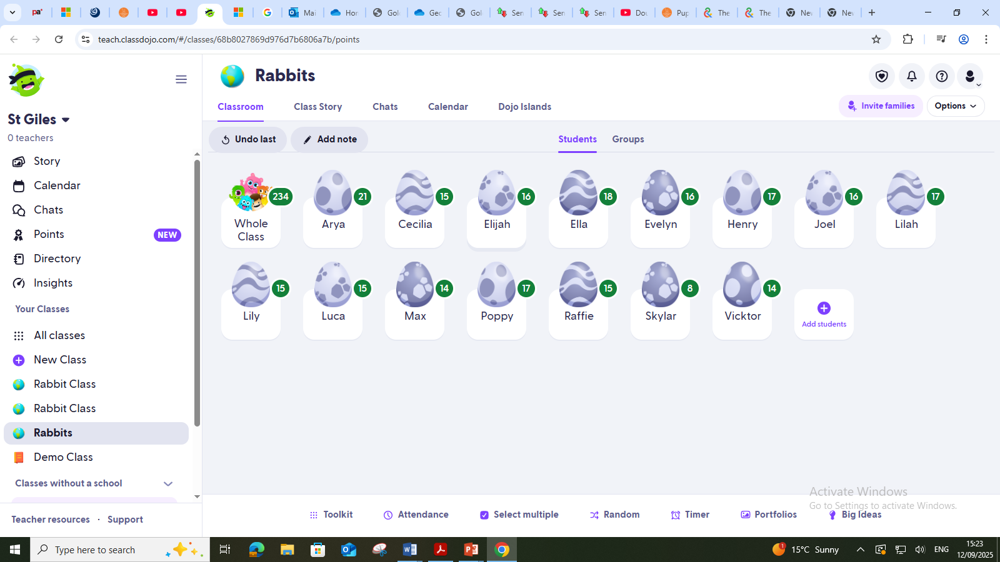 pa
Mai
Hor
Gol
Geo
Gol
Sen
Sen
Sen
Dou
Pup
The
The
Nev
Nev
teach.classdojo.com/#/classes/68b8027869d976d7b6806a7b/points
Rabbits
Classroom
Class Story
Chats
Calendar
Dojo Islands
Invite families
Options
St Giles
0 teachers
Story
Calendar
Chats
Points
NEW
Directory
Insights
Your Classes
All classes
New Class
Rabbit Class
Rabbit Class
Rabbits
Demo Class
Classes without a school
Teacher resources · Support
Undo last
Add note
Students
Groups
234
Whole
Class
21
Arya
15
Cecilia
16
Elijah
18
Ella
16
Evelyn
17
Henry
16
Joel
17
Lilah
15
Lily
15
Luca
14
Max
17
Poppy
15
Raffie
8
Skylar
14
Vicktor
Add students
Activate Windows
Go to Settings to activate Windows.
Toolkit
Attendance
Select multiple
Random
Timer
Portfolios
Big Ideas
Type here to search
1
15°C Sunny
ENG
15:23
12/09/2025